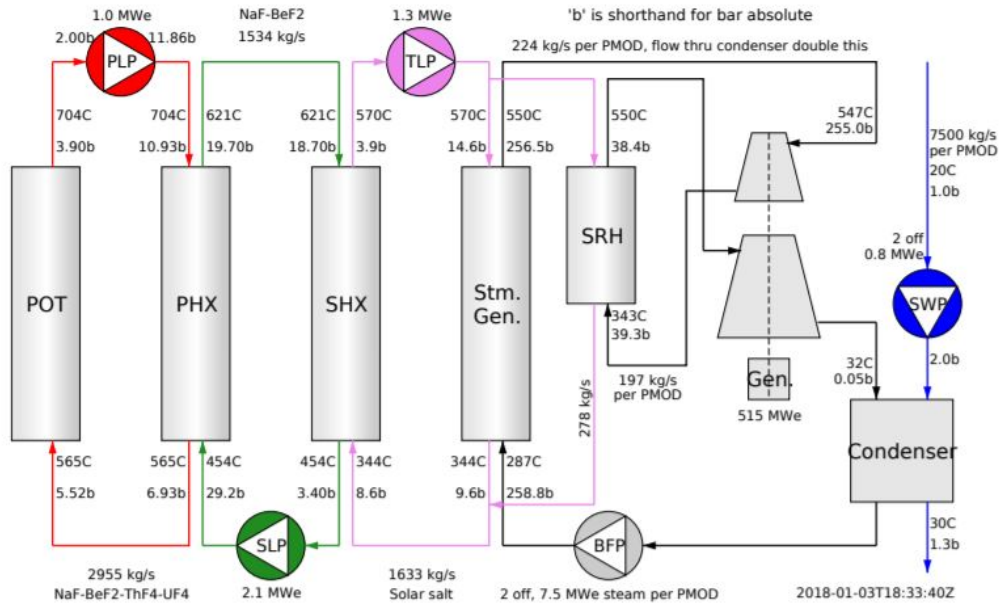 1.0 MWe
NaF-BeF2
1534 kg/s
1.3 MWe
'b' is shorthand for bar absolute
2.00b
11.86b
PLP
TLP
224 kg/s per PMOD, flow thru condenser double this
704C
3.90b
704C
10.93b
621C
19.70b
621C
18.70b
570C
3.9b
570C
14.6b
550C
256.5b
550C
38.4b
547C
255.0b
7500 kg/s
per PMOD
20C
1.0b
POT
PHX
SHX
Stm.
Gen.
SRH
2 off
0.8 MWe
SWP
2.0b
343C
39.3b
197 kg/s
per PMOD
278 kg/s
Gen.
515 MWe
32C
0.05b
Condenser
565C
5.52b
565C
6.93b
454C
29.2b
454C
3.40b
344C
8.6b
344C
9.6b
287C
258.8b
30C
1.3b
SLP
BFP
2955 kg/s
NaF-BeF2-ThF4-UF4
2.1 MWe
1633 kg/s
Solar salt
2 off, 7.5 MWe steam per PMOD
2018-01-03T18:33:40Z